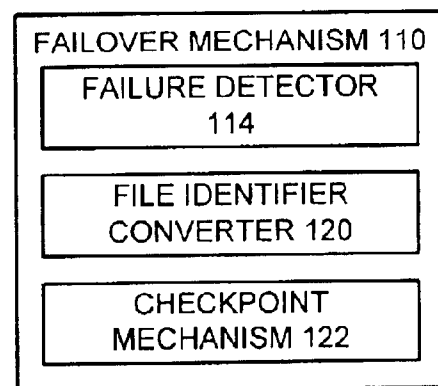 FAILOVER MECHANISM 110
FAILURE DETECTOR
114
FILE IDENTIFIER
CONVERTER 120
CHECKPOINT
MECHANISM 122